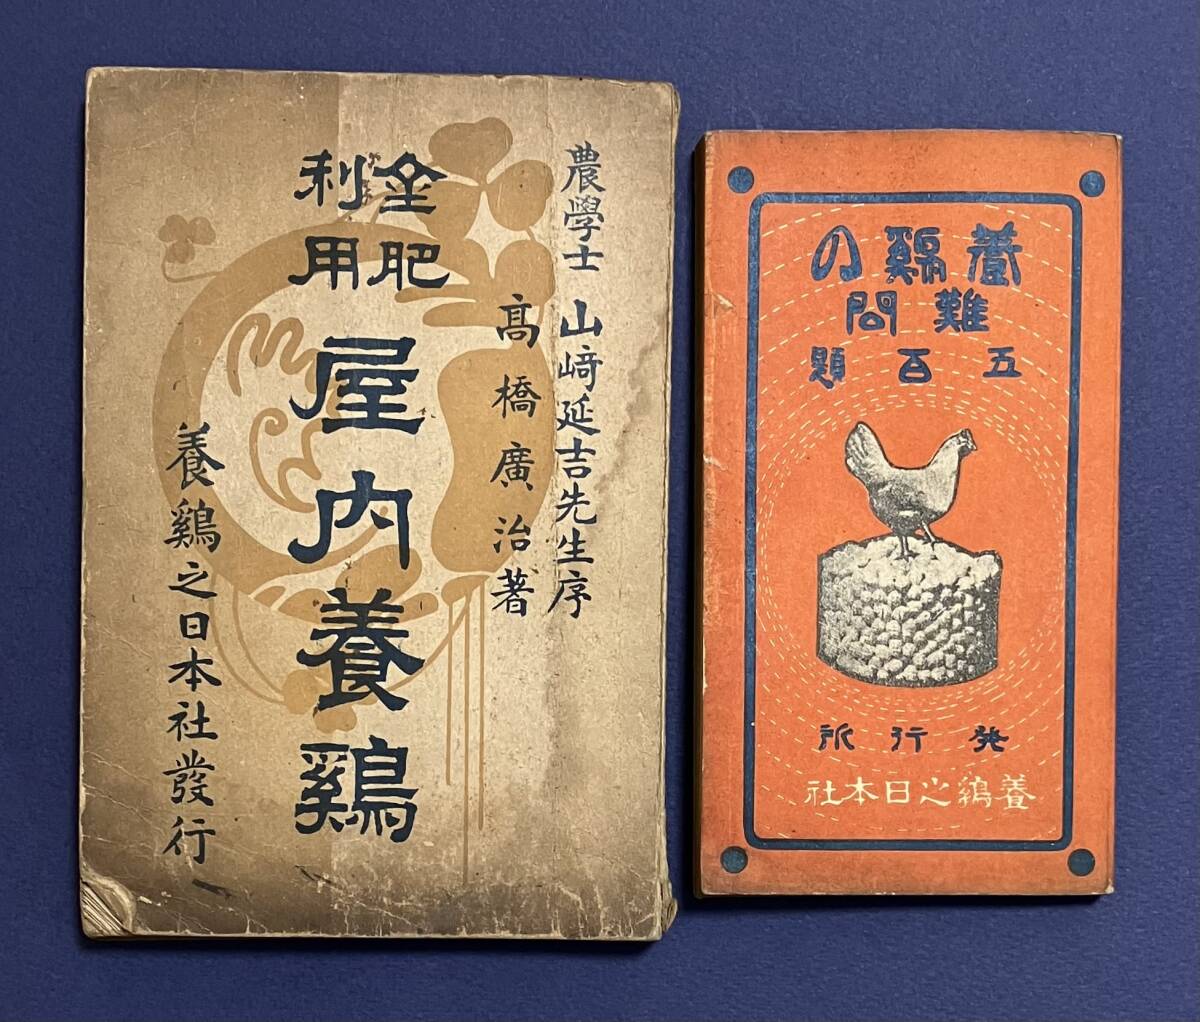 農學士 山﨑延吉先生序
髙橋廣治著
金肥
利用
屋内養鷄
養鷄之日本社發行
養鷄の
難問
五百題
発行所
養鷄之日本社